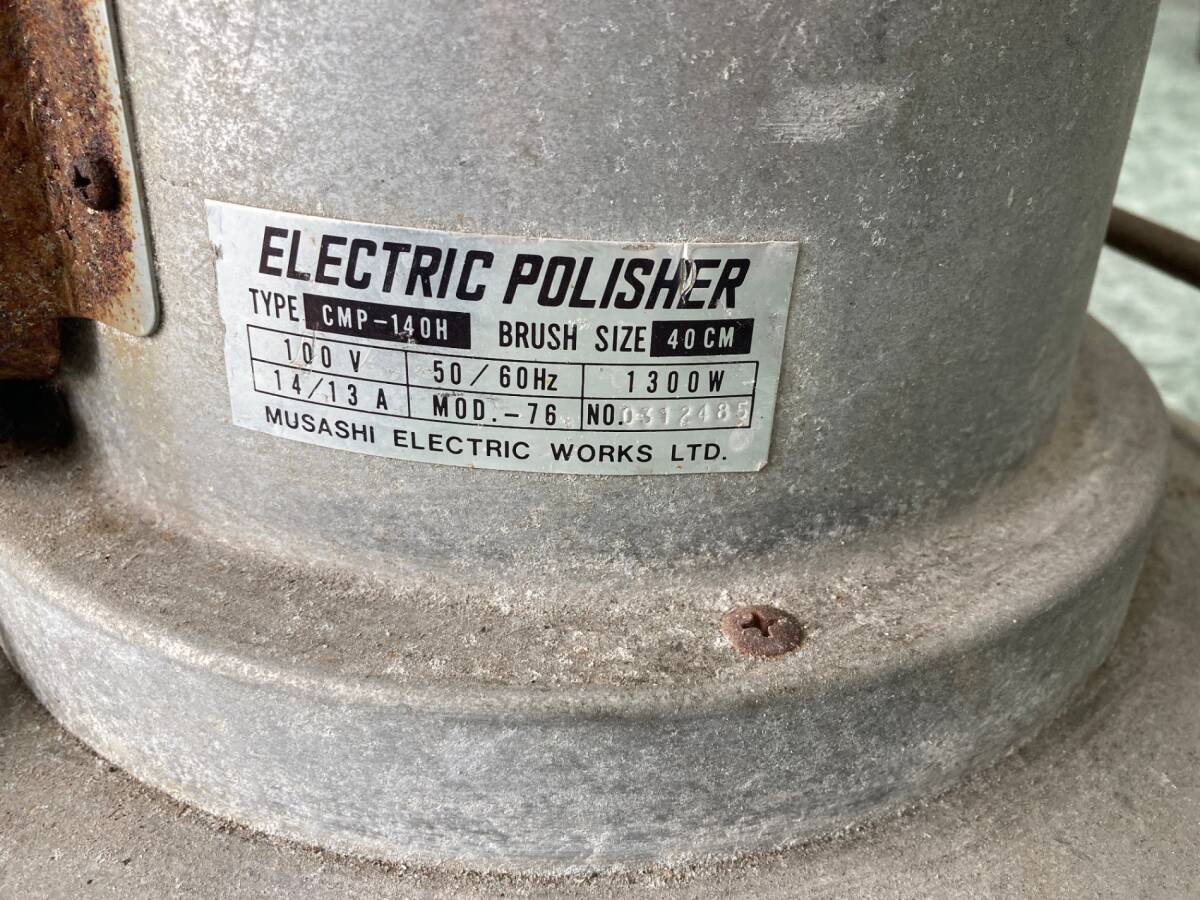 ELECTRIC POLISHER
TYPE CMP-140H BRUSH SIZE 40CM
100 V 50/60Hz 1300W
14/13 A MOD.-76 NO. 0312485
MUSASHI ELECTRIC WORKS LTD.